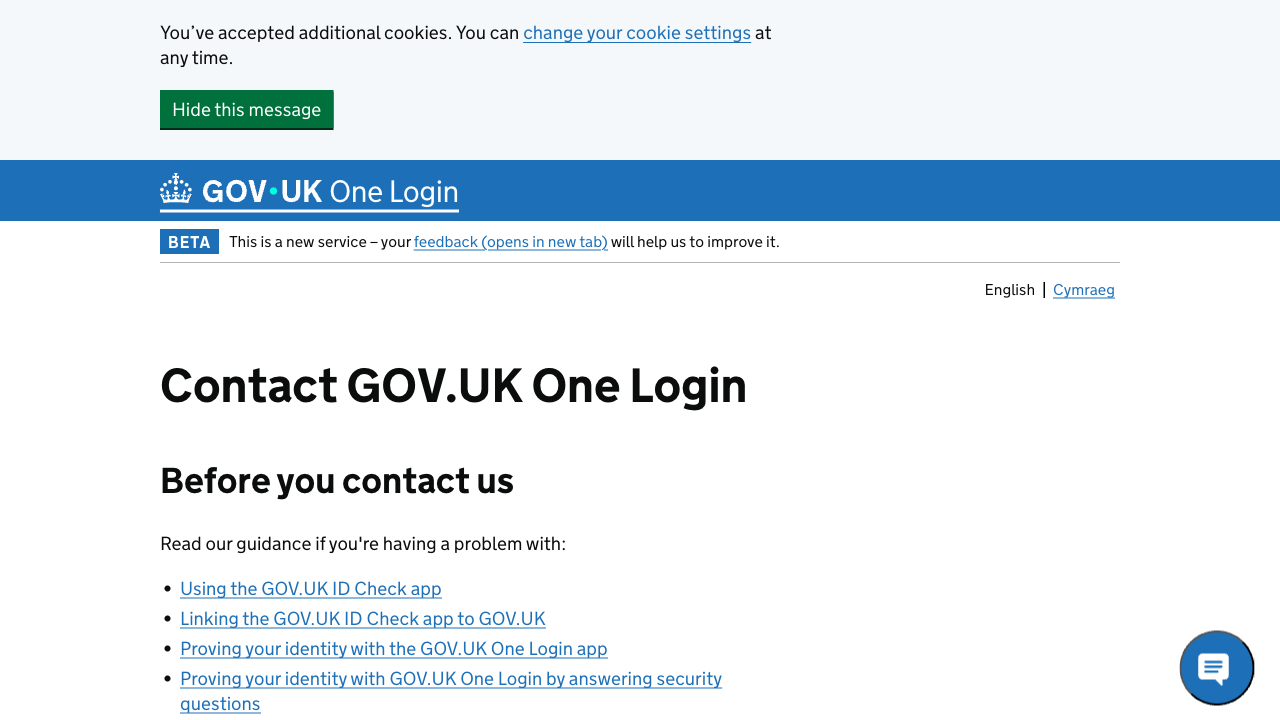 You’ve accepted additional cookies. You can change your cookie settings at
any time.
Hide this message
GOV•UK One Login
BETA This is a new service – your feedback (opens in new tab) will help us to improve it.
English | Cymraeg
Contact GOV.UK One Login
Before you contact us
Read our guidance if you're having a problem with:
• Using the GOV.UK ID Check app
• Linking the GOV.UK ID Check app to GOV.UK
• Proving your identity with the GOV.UK One Login app
• Proving your identity with GOV.UK One Login by answering security
questions